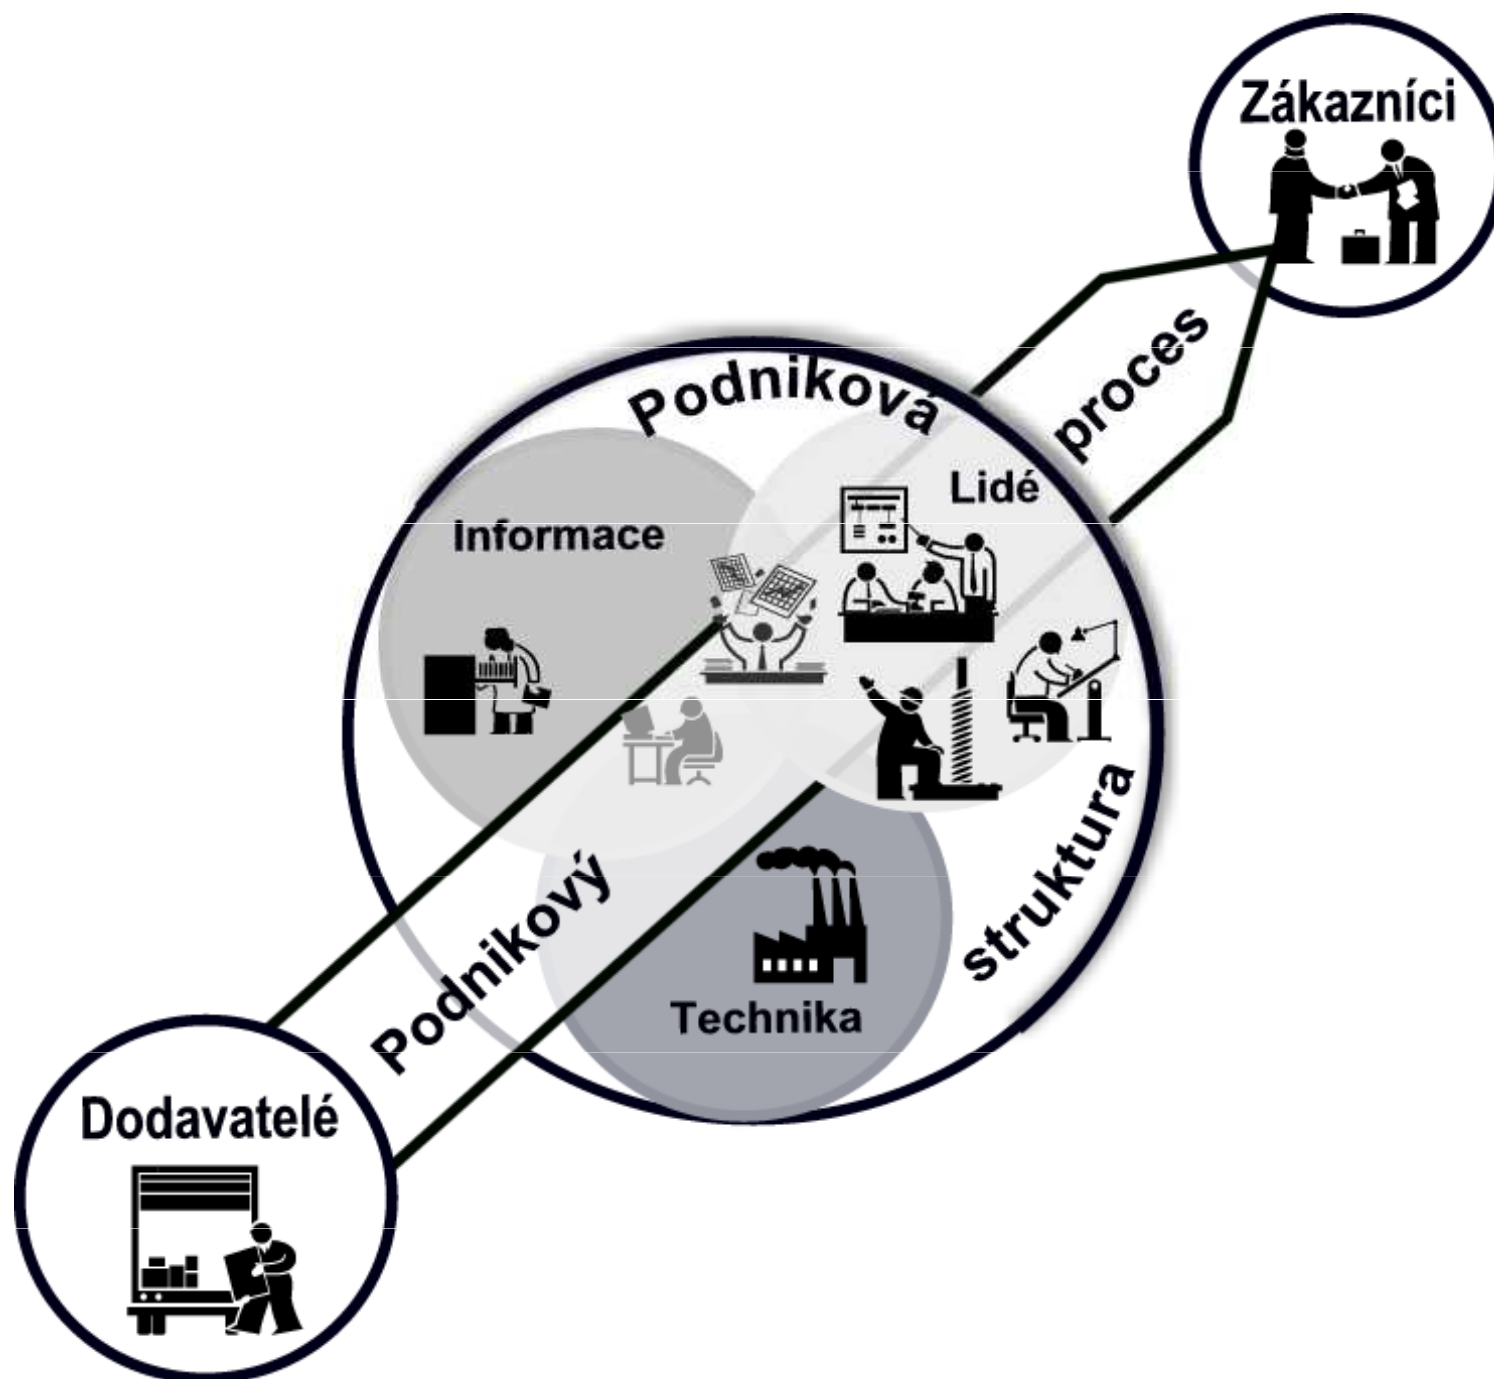 Zákazníci
Podniková
proces
Lidé
Informace
struktura
Podnikový
Technika
Dodavatelé